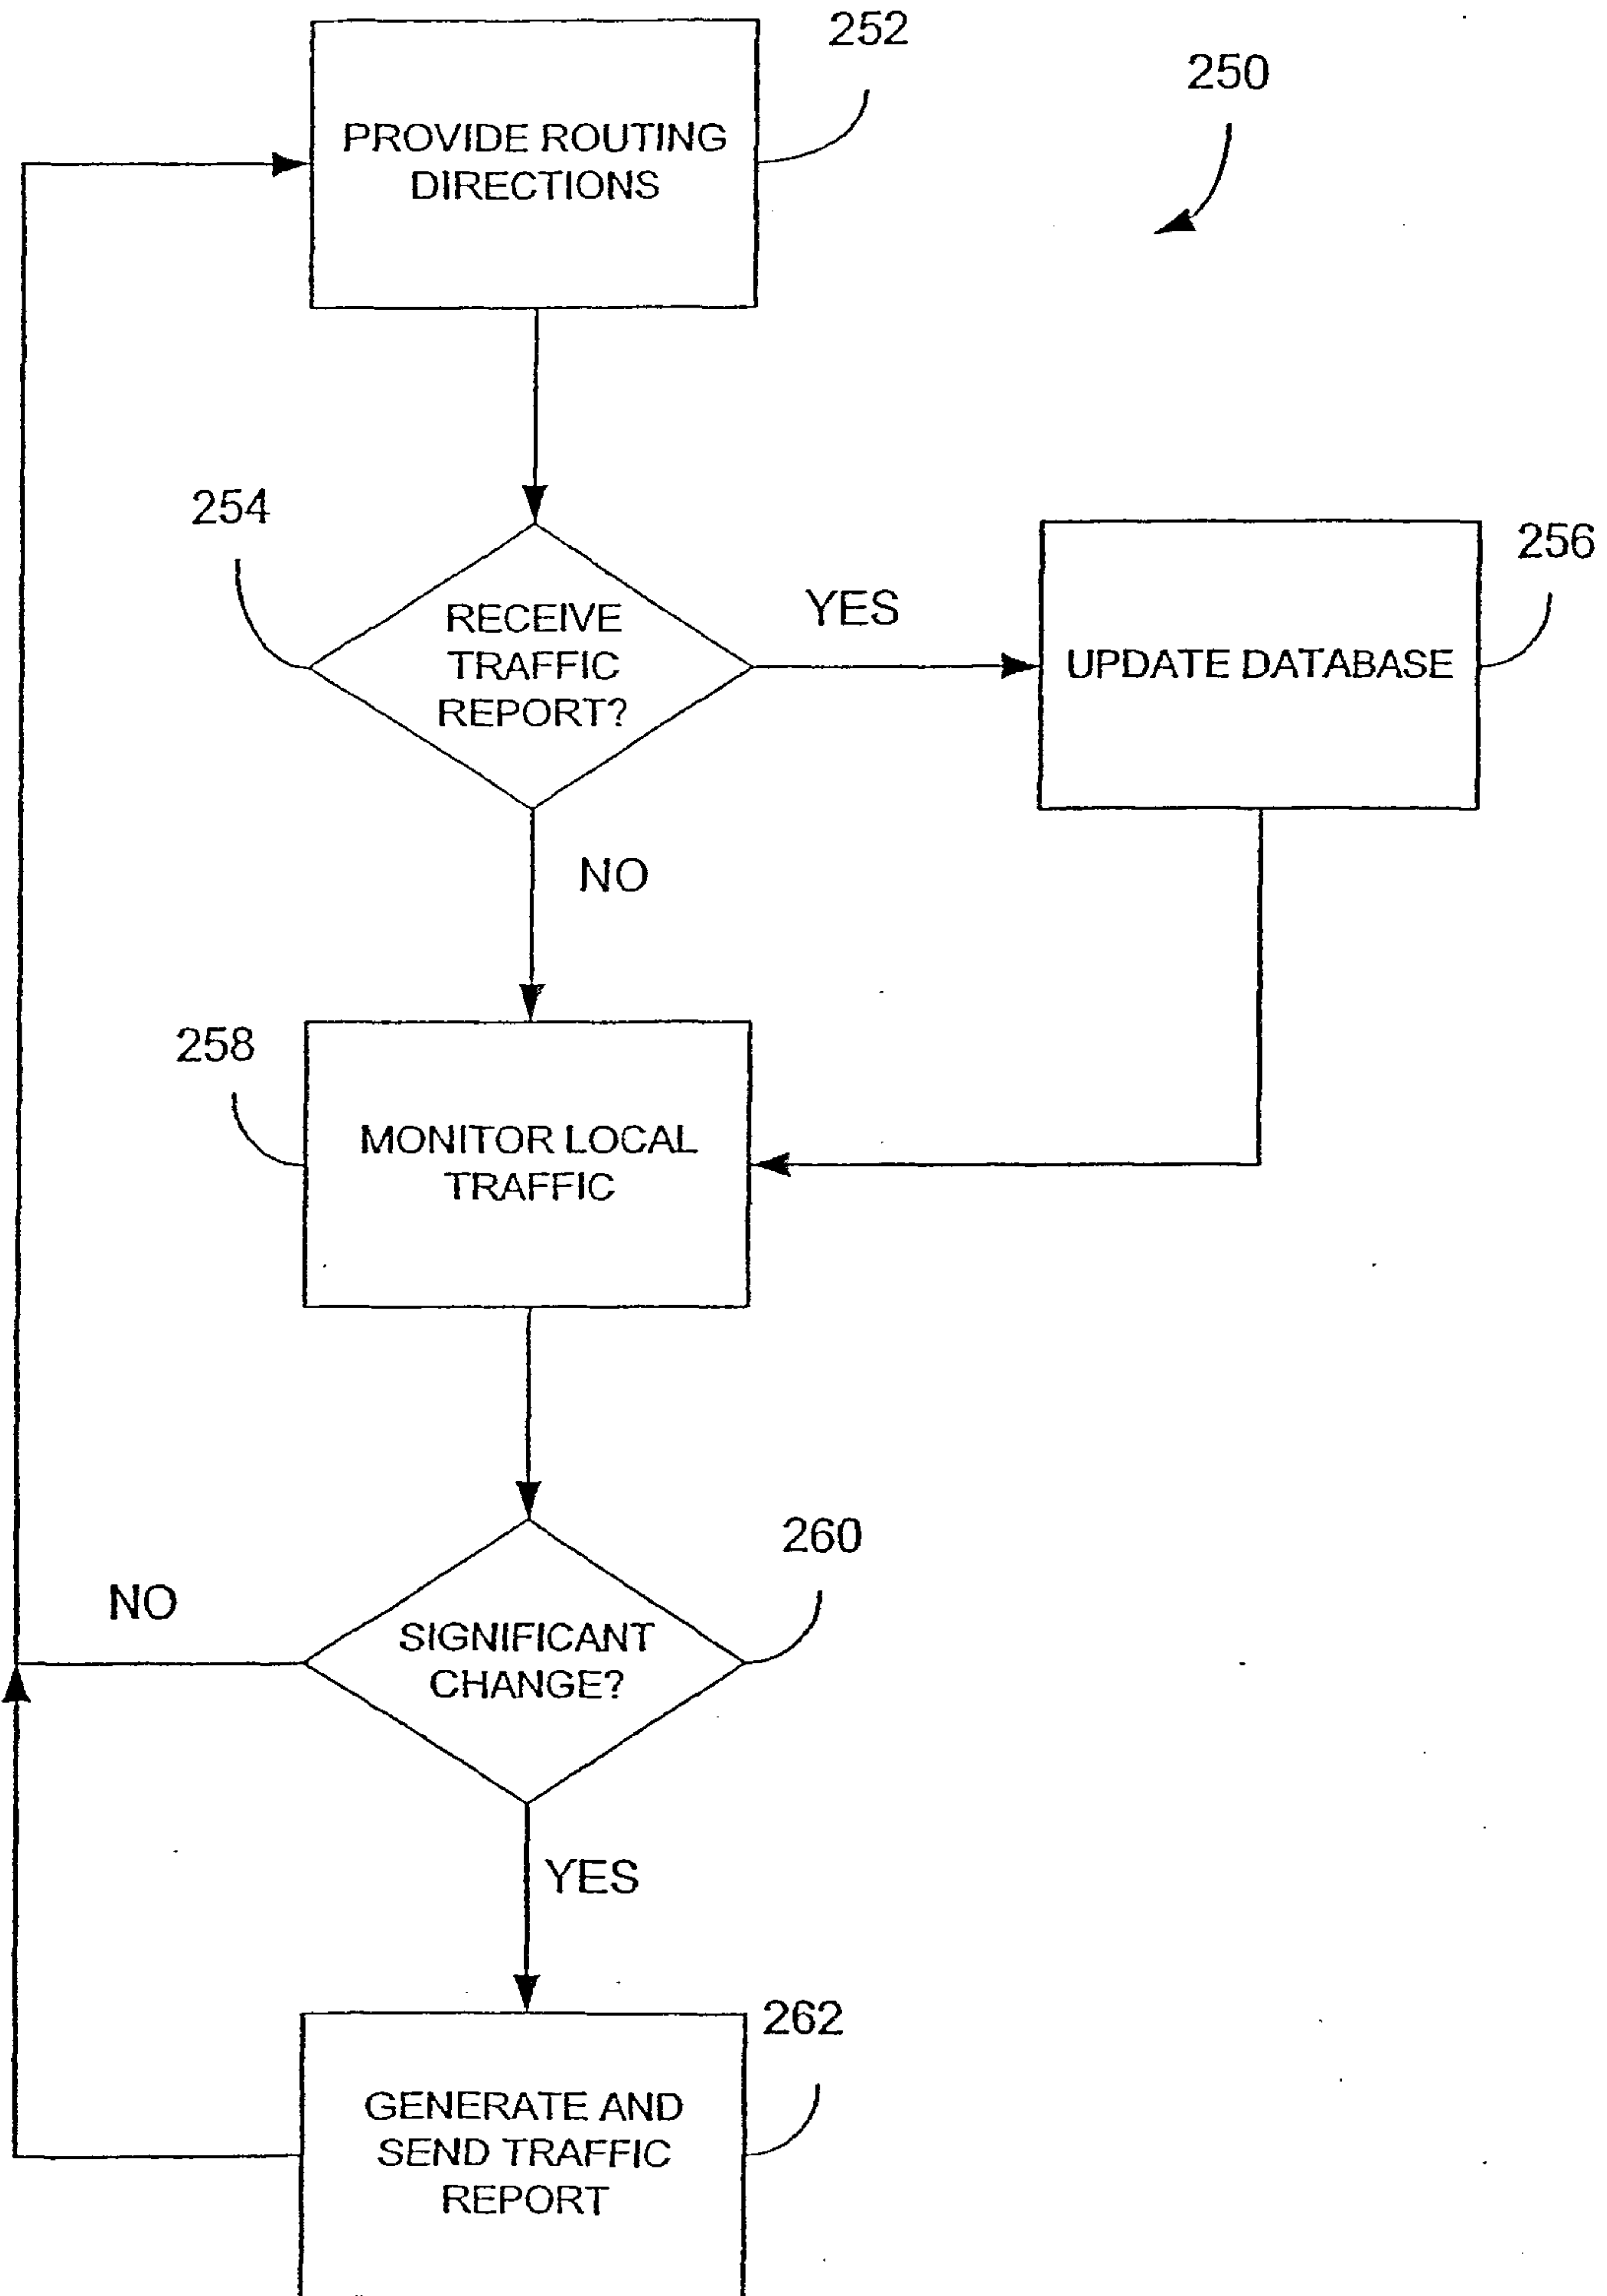 252
250
PROVIDE ROUTING
DIRECTIONS
254
256
RECEIVE
TRAFFIC
REPORT?
YES
UPDATE DATABASE
NO
258
MONITOR LOCAL
TRAFFIC
260
NO
SIGNIFICANT
CHANGE?
YES
262
GENERATE AND
SEND TRAFFIC
REPORT